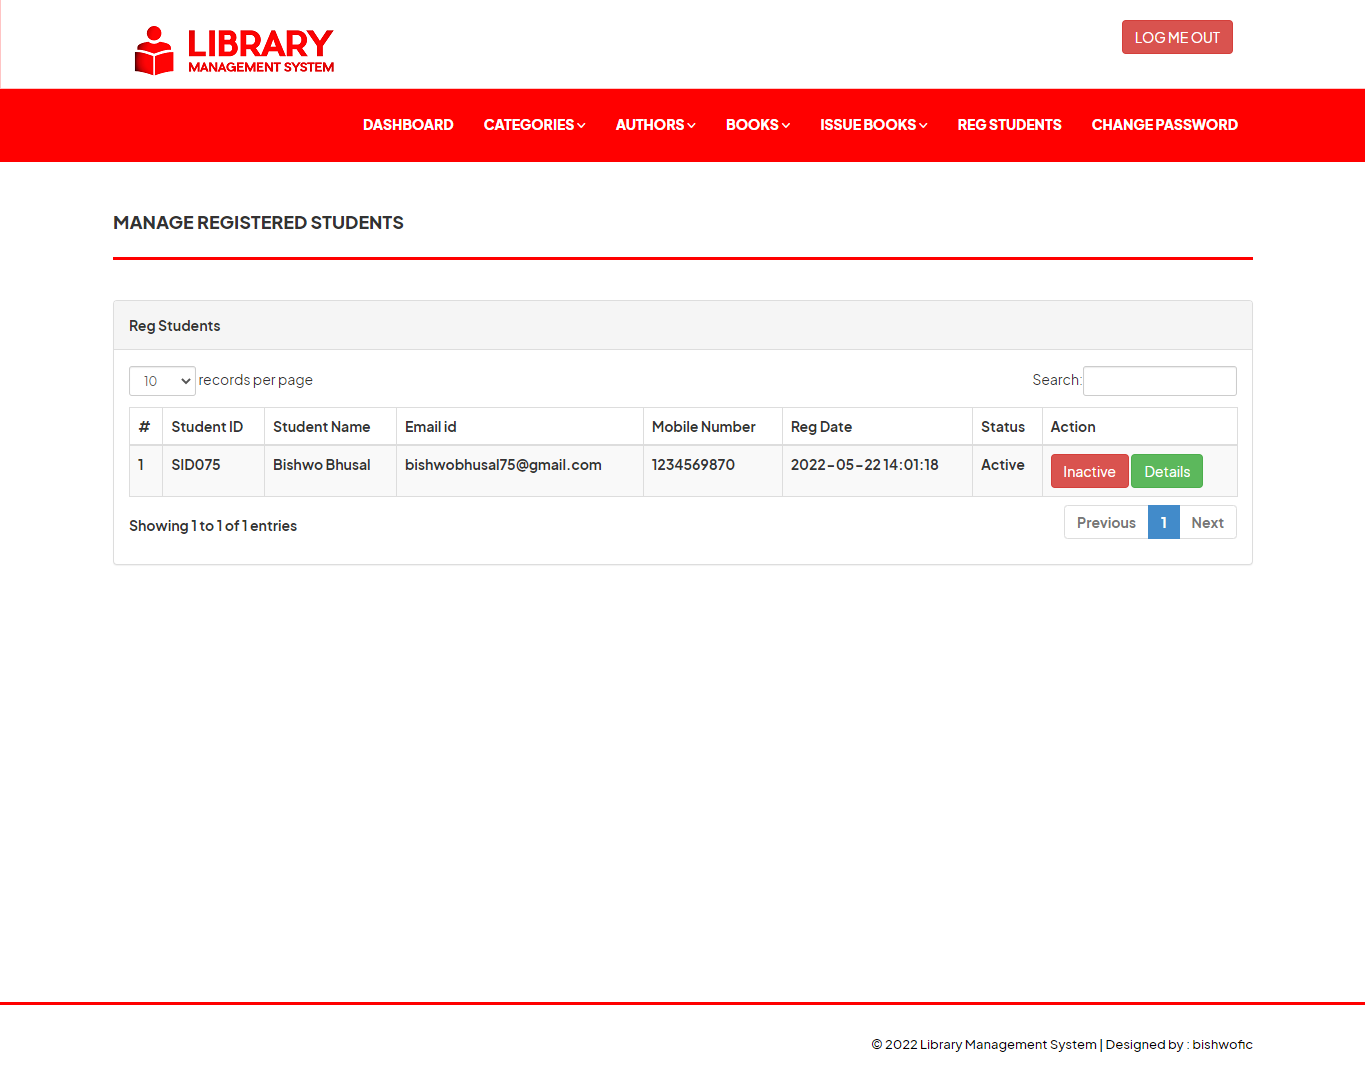 LIBRARY
MANAGEMENT SYSTEM
LOG ME OUT
DASHBOARD CATEGORIES AUTHORS BOOKS ISSUE BOOKS REG STUDENTS CHANGE PASSWORD
MANAGE REGISTERED STUDENTS
Reg Students
10 records per page Search:
# Student ID Student Name Email id Mobile Number Reg Date Status Action
1 SID075 Bishwo Bhusal bishwobhusal75@gmail.com 1234569870 2022-05-22 14:01:18 Active Inactive Details
Showing 1 to 1 of 1 entries Previous 1 Next
© 2022 Library Management System | Designed by : bishwofic